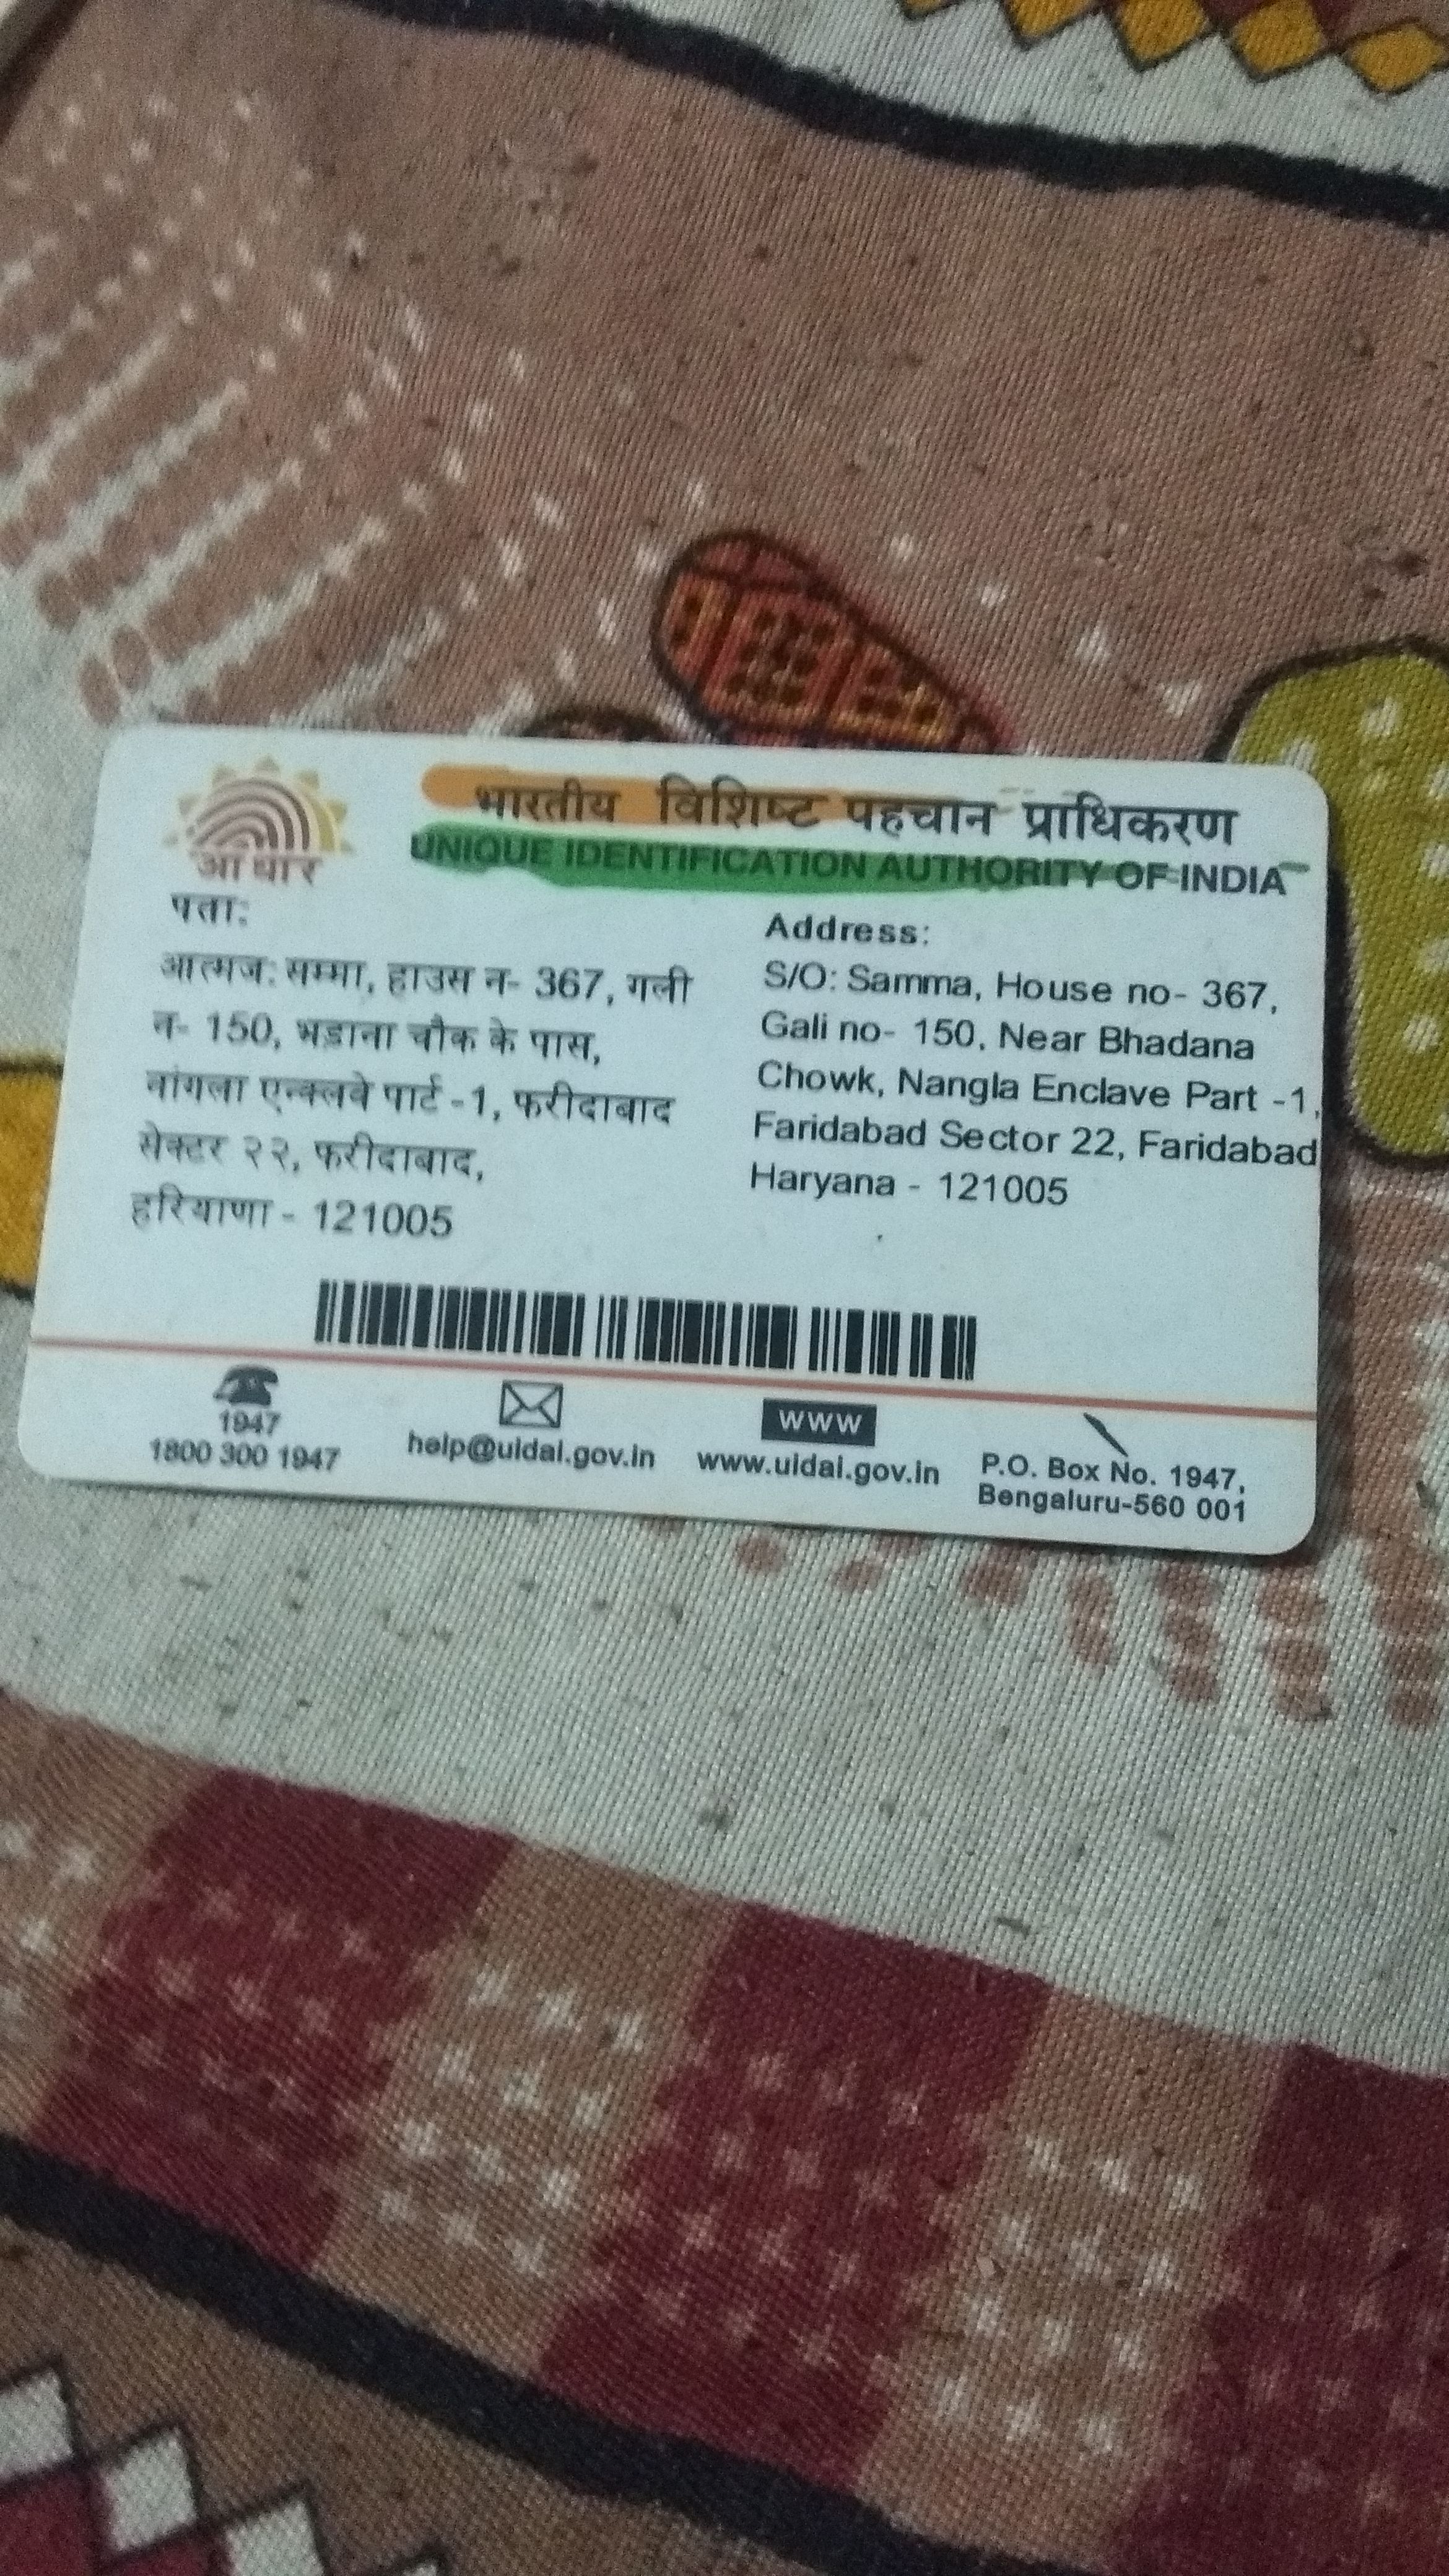 भारतीय विशिष्ट पहचान प्राधिकरण
UNIQUE IDENTIFICATION AUTHORITY OF INDIA
आधार
पता:
आत्मज: सम्मा, हाउस न- 367, गली
न- 150, भड़ाना चौक के पास,
नांगला एन्क्लवे पार्ट -1, फरीदाबाद
सेक्टर २२, फरीदाबाद,
हरियाणा - 121005
Address:
S/O: Samma, House no- 367,
Gali no- 150, Near Bhadana
Chowk, Nangla Enclave Part -1,
Faridabad Sector 22, Faridabad
Haryana - 121005
1947
1800 300 1947
help@uidai.gov.in
www
www.uidai.gov.in
P.O. Box No. 1947,
Bengaluru-560 001